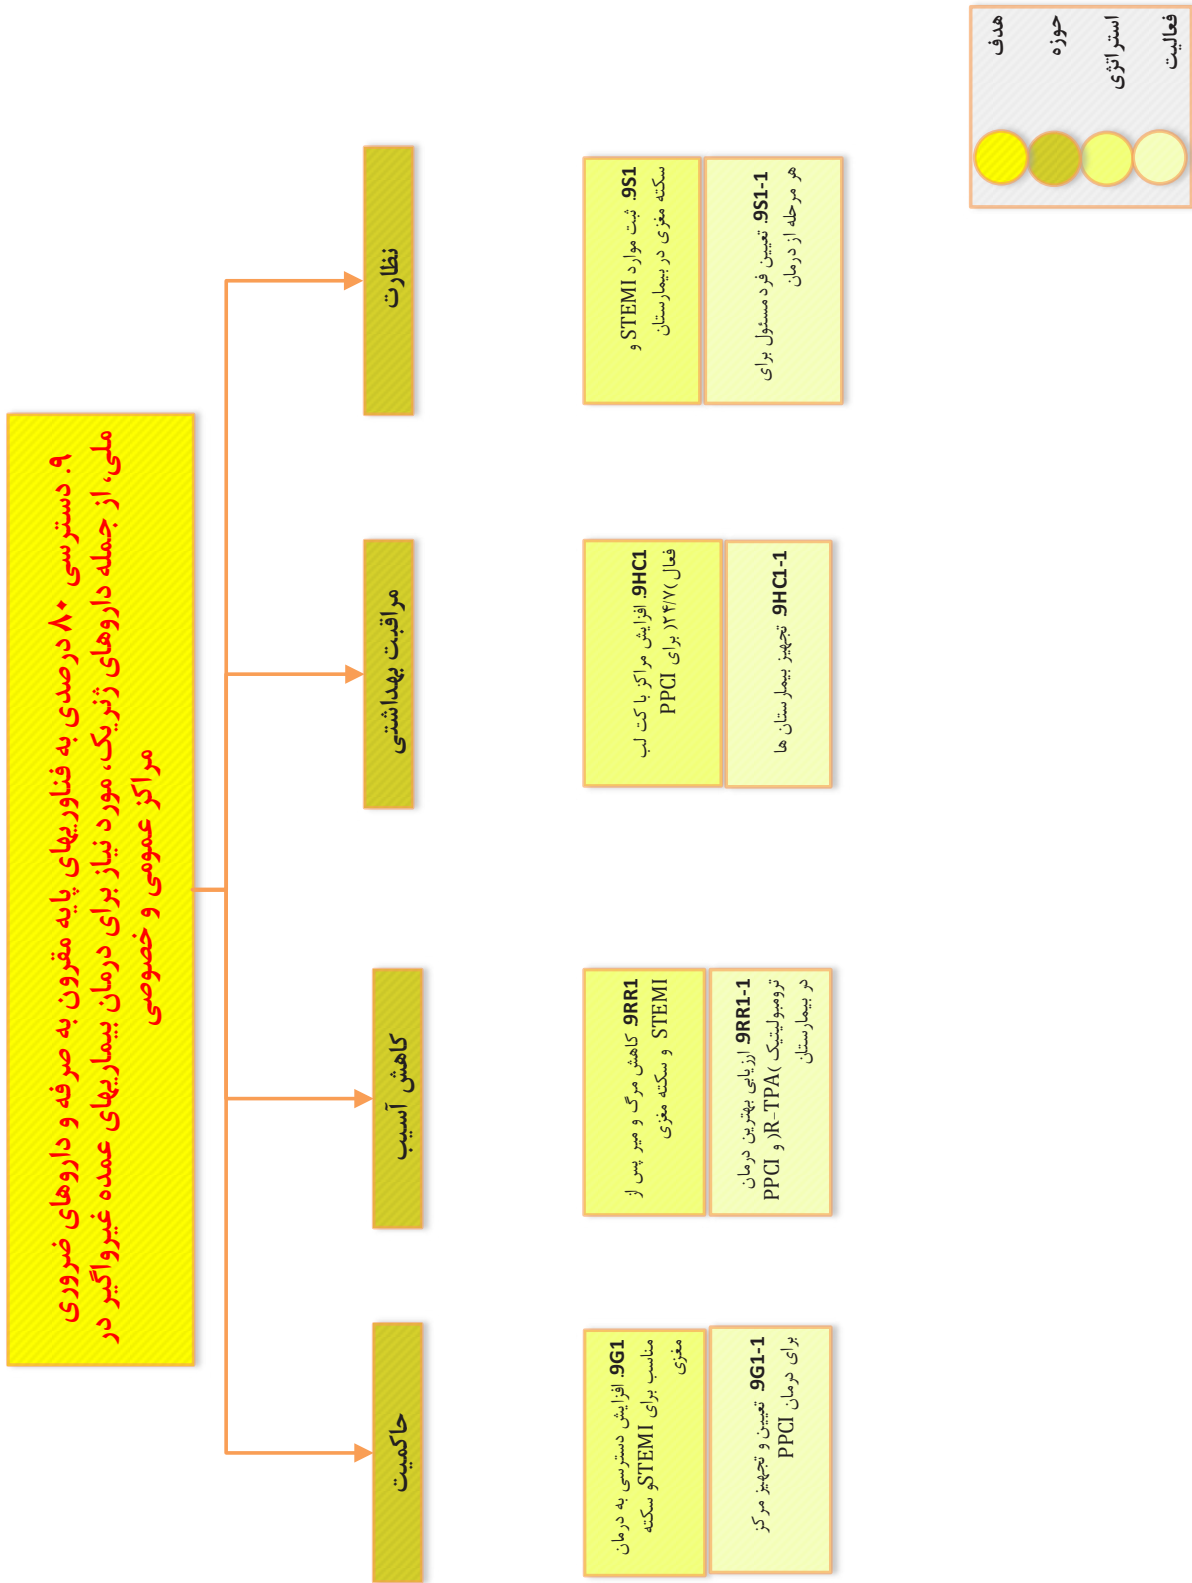 ۹. دسترسی ۸۰ درصدی به فناوریهای پایه مقرون به صرفه و داروهای ضروری
ملی، از جمله داروهای ژنریک، مورد نیاز برای درمان بیماریهای عمده غیرواگیر در
مراکز عمومی و خصوصی
حاکمیت
9G1. افزایش دسترسی به درمان
مناسب برای STEMIو سکته
مغزی
9G1-1. تعیین و تجهیز مرکز
برای درمان PPCI
کاهش آسیب
9RR1. کاهش مرگ و میر پس از
STEMI و سکته مغزی
9RR1-1. ارزیابی بهترین درمان
ترومبولیتیک )R-TPA( و PPCI
در بیمارستان
مراقبت بهداشتی
9HC1. افزایش مراکز با کت لب
فعال)۲۴/۷( برای PPCI
9HC1-1. تجهیز بیمارستان ها
نظارت
9S1. ثبت موارد STEMI و
سکته مغزی در بیمارستان
9S1-1. تعیین فرد مسئول برای
هر مرحله از درمان
هدف
حوزه
استراتژی
فعالیت